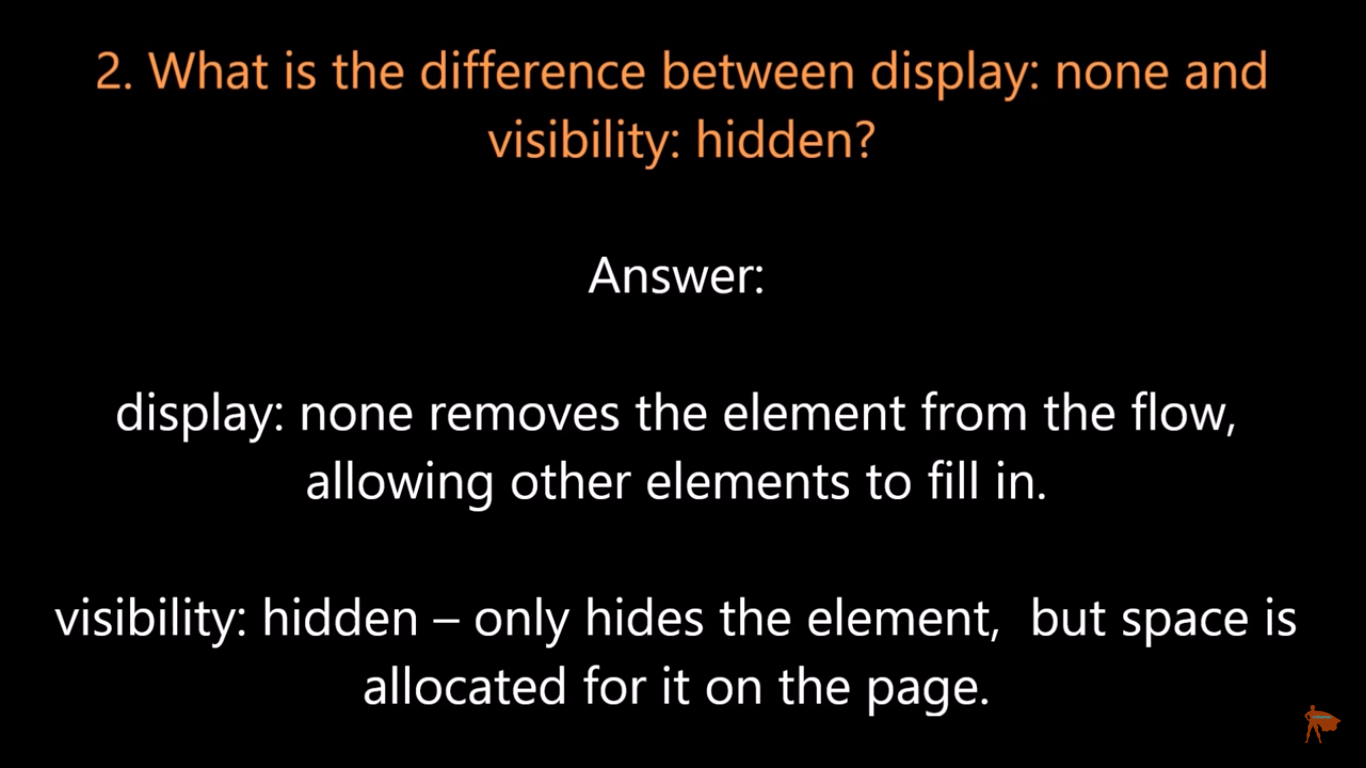 2. What is the difference between display: none and
visibility: hidden?
Answer:
display: none removes the element from the flow,
allowing other elements to fill in.
visibility: hidden – only hides the element,  but space is
allocated for it on the page.